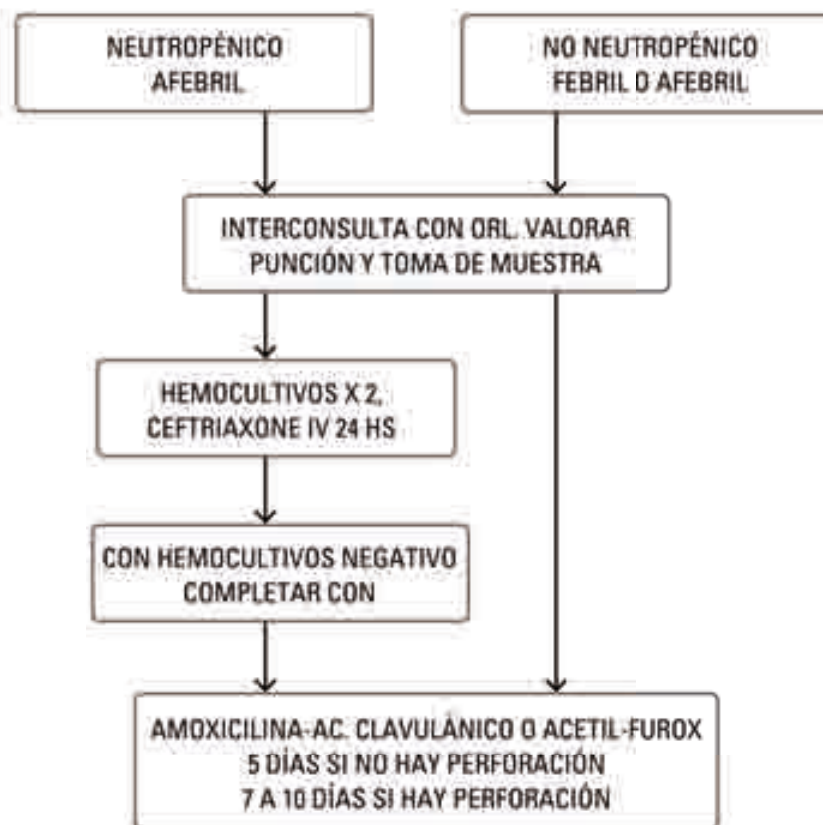 NEUTROPÉNICO
AFEBRIL
NO NEUTROPÉNICO
FEBRIL O AFEBRIL
INTERCONSULTA CON ORL. VALORAR
PUNCIÓN Y TOMA DE MUESTRA
HEMOCULTIVOS X 2,
CEFTRIAXONE IV 24 HS
CON HEMOCULTIVOS NEGATIVO
COMPLETAR CON
AMOXICILINA-AC. CLAVULÁNICO O ACETIL-FUROX
5 DÍAS SI NO HAY PERFORACIÓN
7 A 10 DÍAS SI HAY PERFORACIÓN